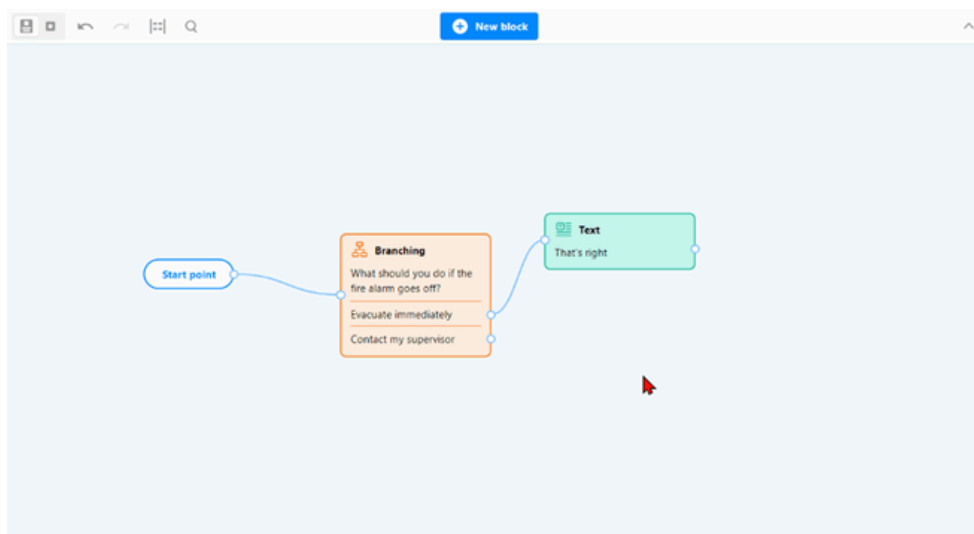 New block
Start point
Branching
What should you do if the
fire alarm goes off?
Evacuate immediately
Contact my supervisor
Text
That's right